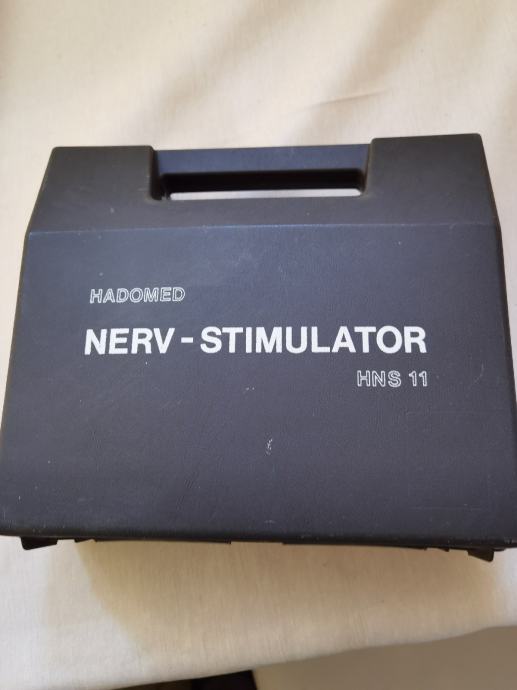 HADOMED
NERV-STIMULATOR
HNS 11